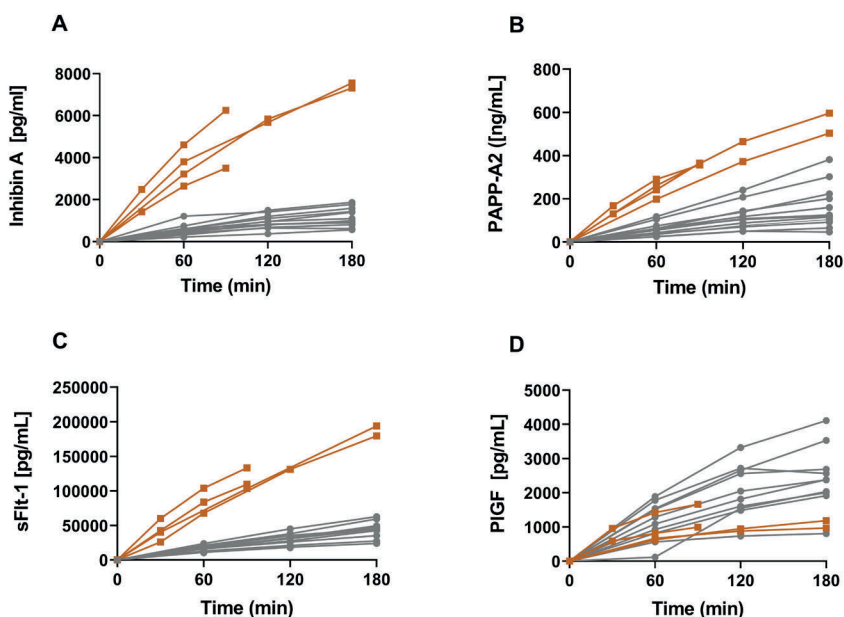 A
Inhibin A [pg/ml]
8000
6000
4000
2000
0
0 60 120 180
Time (min)
B
PAPP-A2 ([ng/mL]
800
600
400
200
0
0 60 120 180
Time (min)
C
sFlt-1 [pg/mL]
250000
200000
150000
100000
50000
0
0 60 120 180
Time (min)
D
PlGF [pg/mL]
5000
4000
3000
2000
1000
0
0 60 120 180
Time (min)